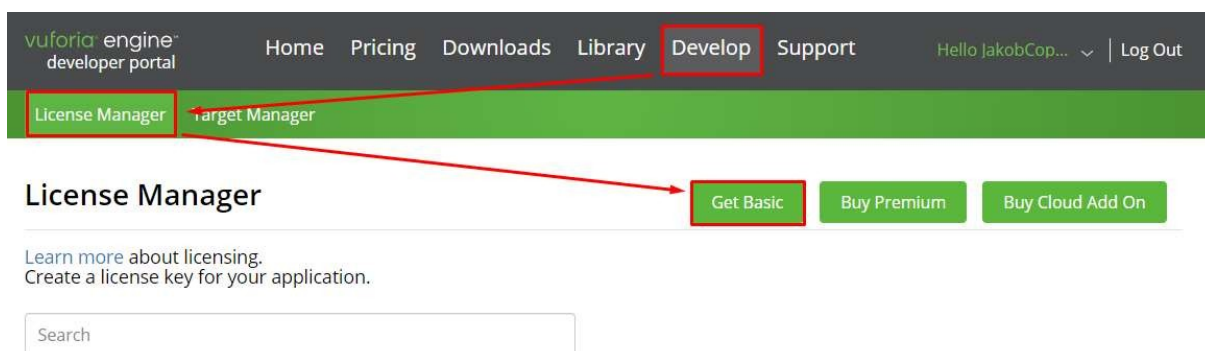 vuforia engine™ Home Pricing Downloads Library Develop Support Hello JakobCop... | Log Out
developer portal
License Manager Target Manager
License Manager
Get Basic Buy Premium Buy Cloud Add On
Learn more about licensing.
Create a license key for your application.
Search